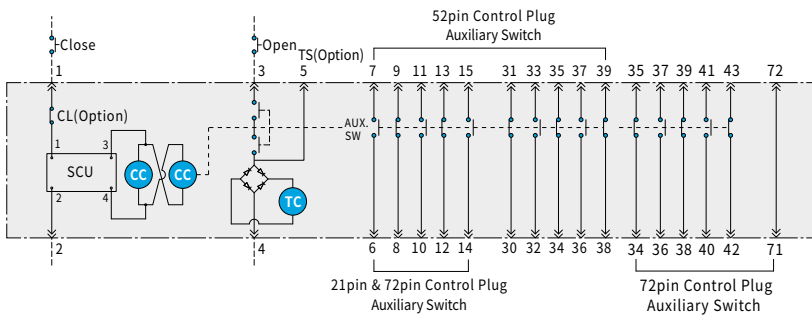 52pin Control Plug
Auxiliary Switch
Close
Open
TS(Option)
1
3
5
7
9
11
13
15
31
33
35
37
39
35
37
39
41
43
72
CL(Option)
AUX.
SW
1
3
SCU
CC
CC
TC
2
4
2
4
6
8
10
12
14
30
32
34
36
38
34
36
38
40
42
71
21pin & 72pin Control Plug
Auxiliary Switch
72pin Control Plug
Auxiliary Switch